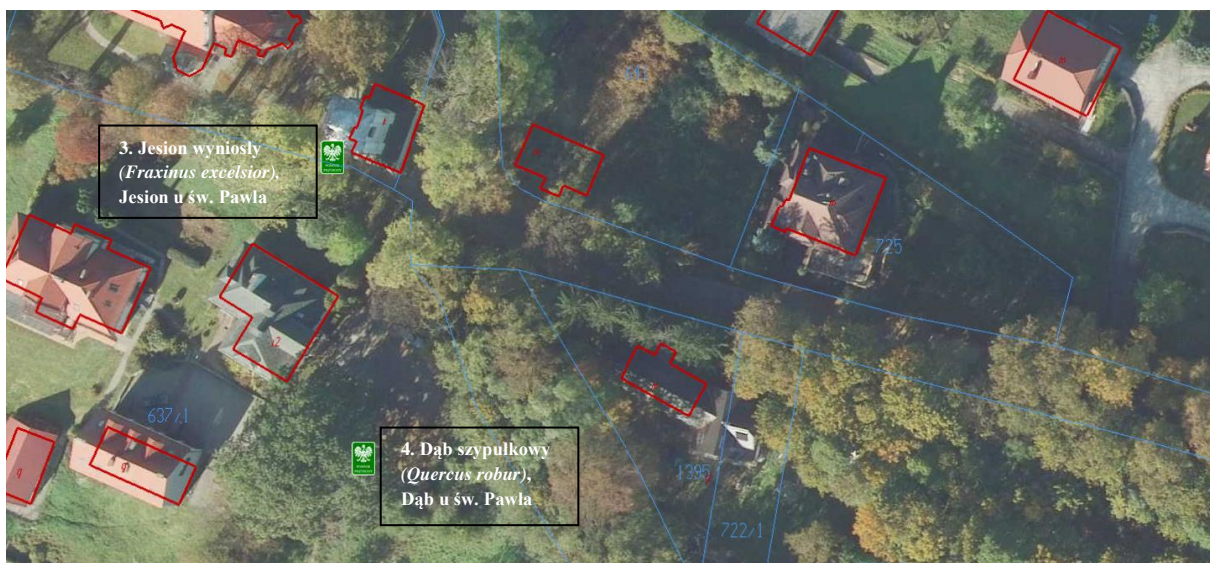 3. Jesion wyniosły
(Fraxinus excelsior),
Jesion u św. Pawła
725
637/1
4. Dąb szypułkowy
(Quercus robur),
Dąb u św. Pawła
1395
722/1